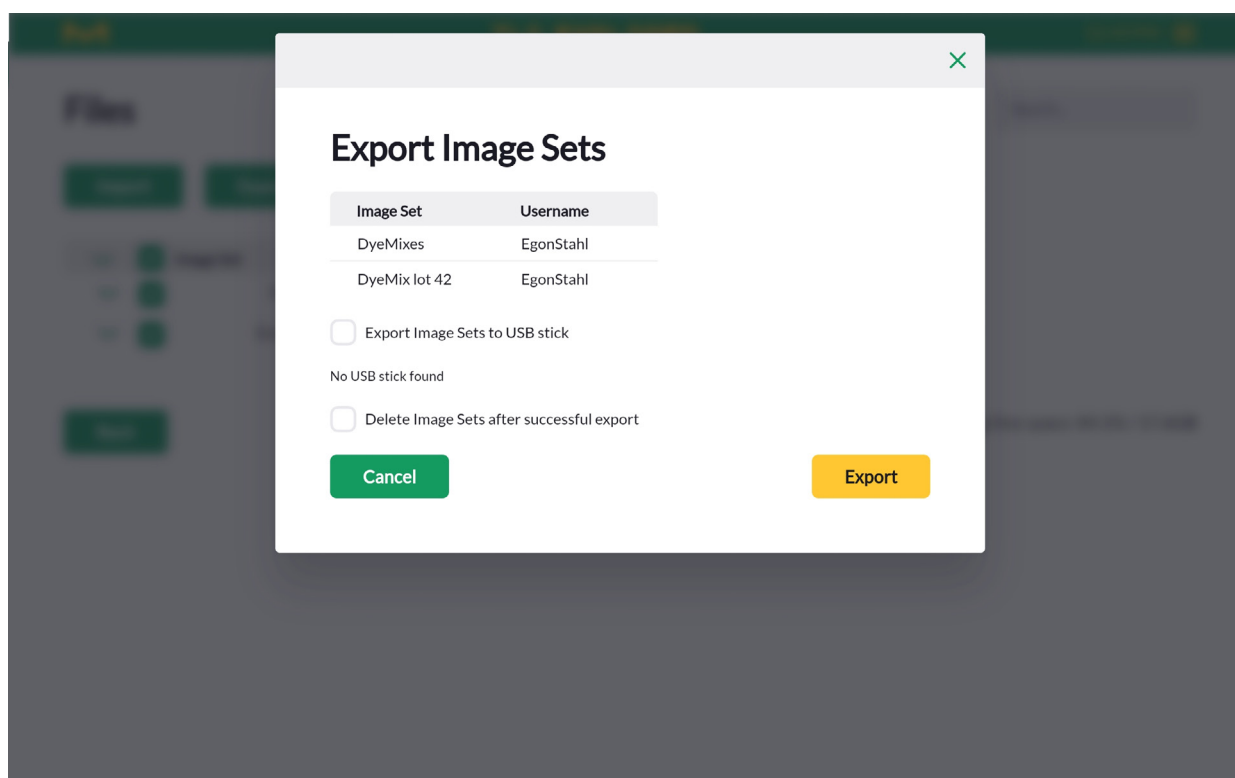 Files
Export Image Sets
Image Set Username
DyeMixes EgonStahl
DyeMix lot 42 EgonStahl
Export Image Sets to USB stick
No USB stick found
Delete Image Sets after successful export
Cancel Export